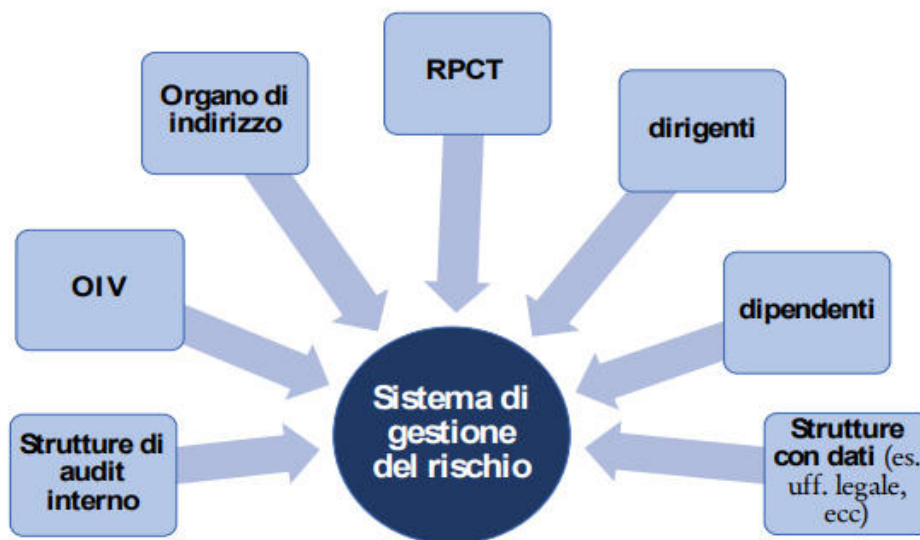 RPCT
Organo di
indirizzo
dirigenti
OIV
dipendenti
Sistema di
gestione
del rischio
Strutture di
audit
interno
Strutture
con dati (es.
uff. legale,
ecc)